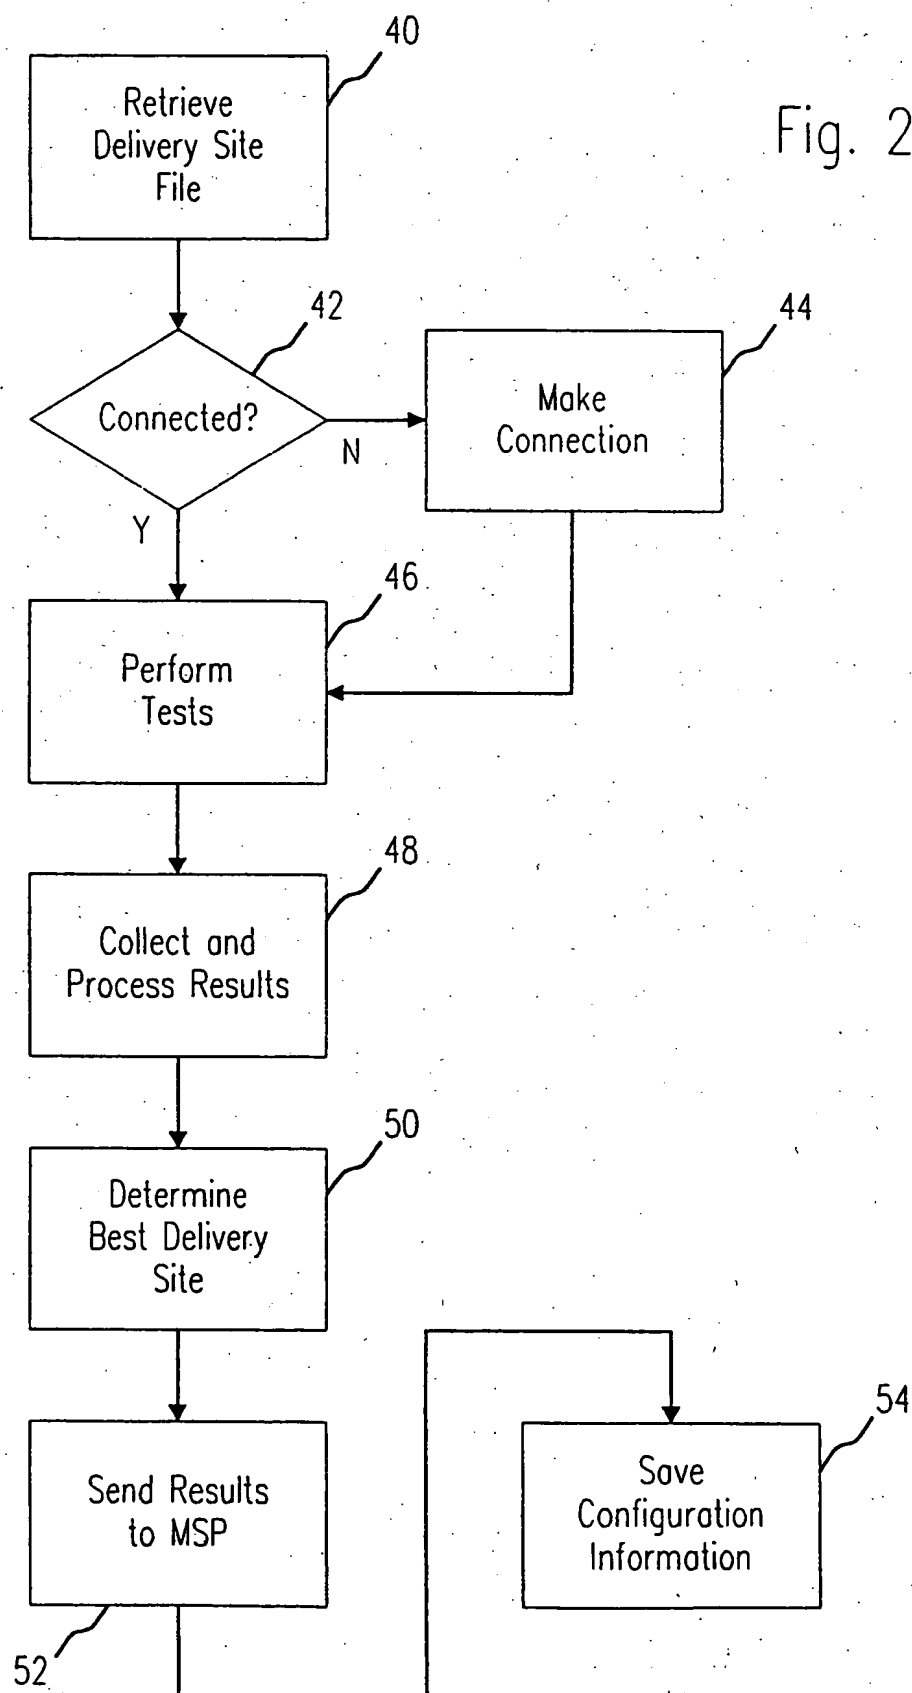 40
Retrieve
Delivery Site
File
Fig. 2
42
Connected?
N
Y
44
Make
Connection
46
Perform
Tests
48
Collect and
Process Results
50
Determine
Best Delivery
Site
52
Send Results
to MSP
54
Save
Configuration
Information